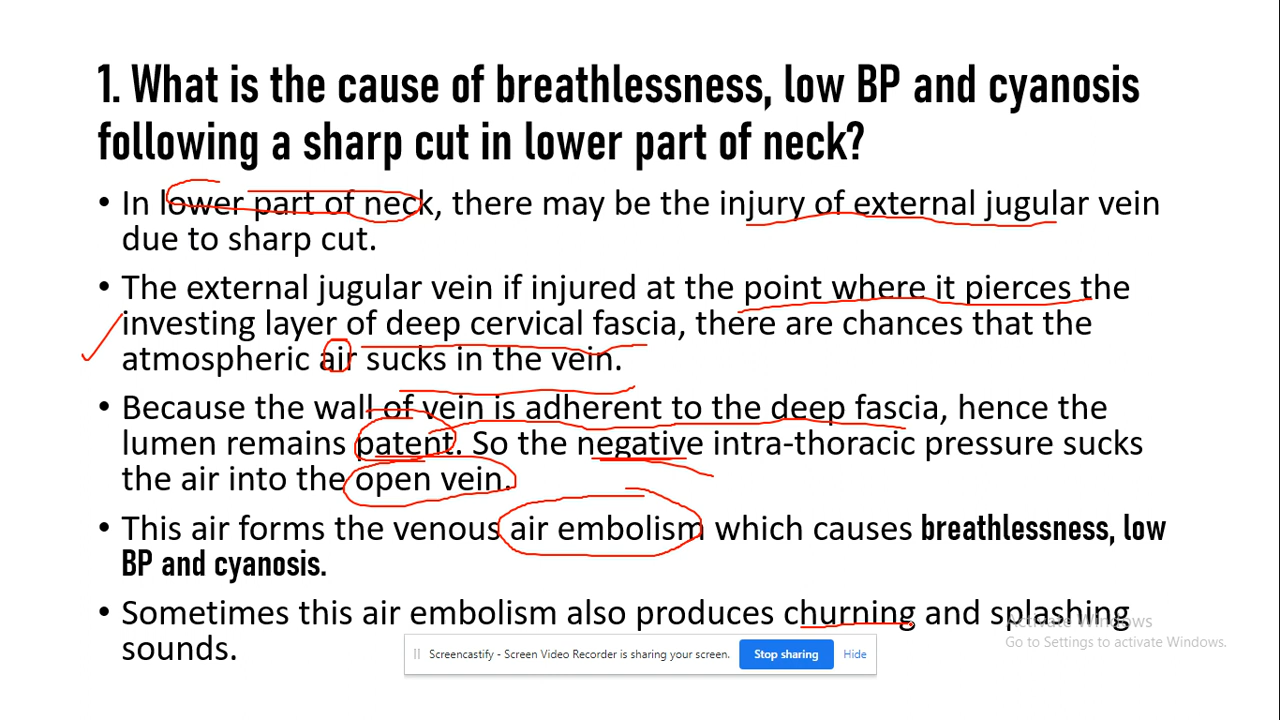 1. What is the cause of breathlessness, low BP and cyanosis
following a sharp cut in lower part of neck?
• In lower part of neck, there may be the injury of external jugular vein
due to sharp cut.
• The external jugular vein if injured at the point where it pierces the
investing layer of deep cervical fascia, there are chances that the
atmospheric air sucks in the vein.
• Because the wall of vein is adherent to the deep fascia, hence the
lumen remains patent. So the negative intra-thoracic pressure sucks
the air into the open vein.
• This air forms the venous air embolism which causes breathlessness, low
BP and cyanosis.
• Sometimes this air embolism also produces churning and splashing
sounds.
Activate Windows
Go to Settings to activate Windows.
Screencastify - Screen Video Recorder is sharing your screen. Stop sharing Hide